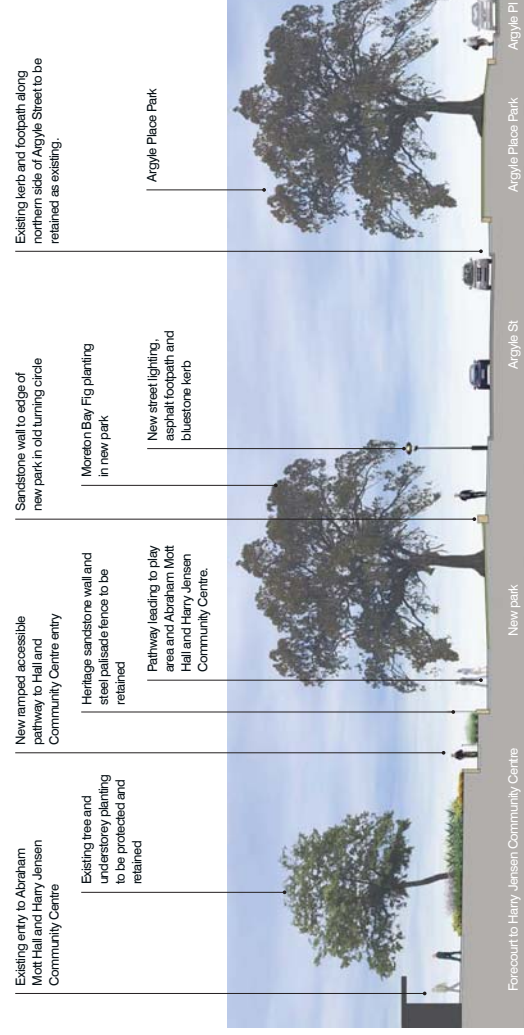 Existing entry to Abraham
Mott Hall and Harry Jensen
Community Centre
Existing tree and
understorey planting
to be protected and
retained
New ramped accessible
pathway to Hall and
Community Centre entry
Heritage sandstone wall and
steel palisade fence to be
retained
Pathway leading to play
area and Abraham Mott
Hall and Harry Jensen
Community Centre.
Sandstone wall to edge of
new park in old turning circle
Moreton Bay Fig planting
in new park
New street lighting,
asphalt footpath and
bluestone kerb
Existing kerb and footpath along
northern side of Argyle Street to be
retained as existing.
Argyle Place Park
Forecourt to Harry Jensen Community Centre
New park
Argyle St
Argyle Place Park
Argyle Pl